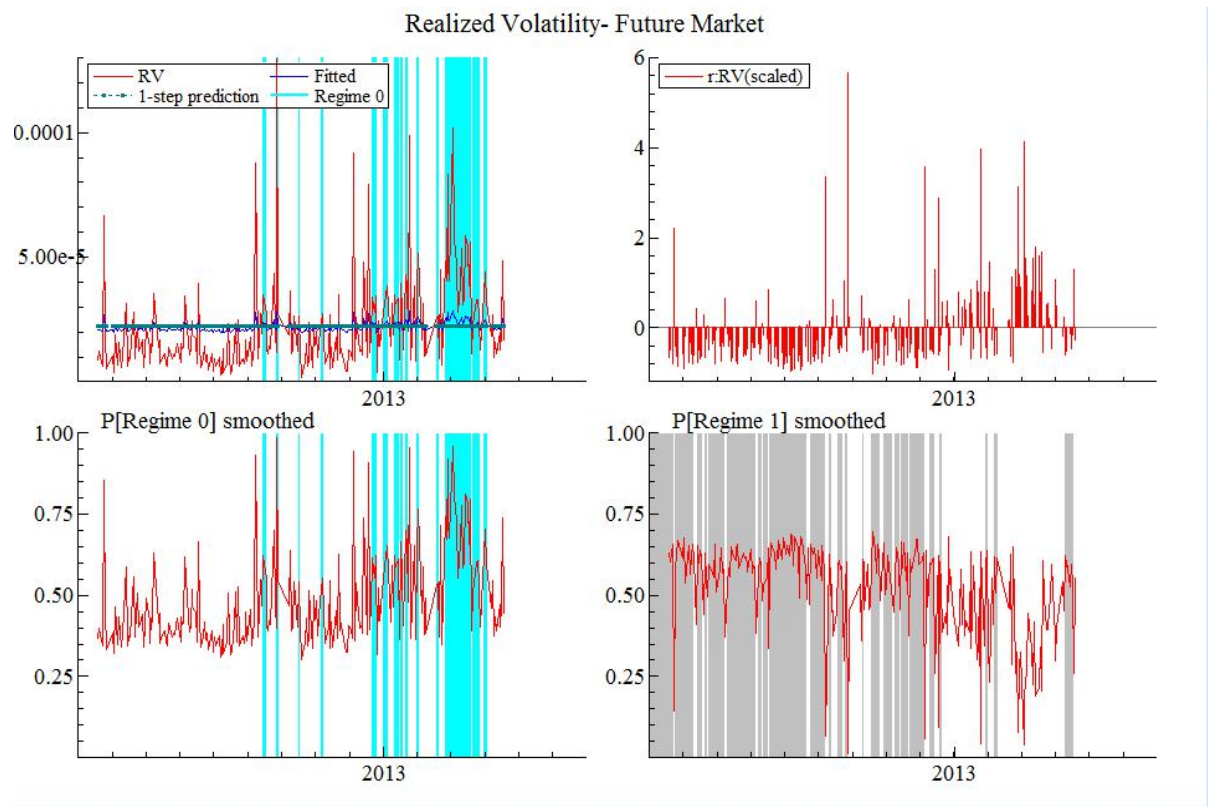 Realized Volatility- Future Market
RV
Fitted
1-step prediction
Regime 0
0.0001
5.00e-5
2013
r:RV(scaled)
6
4
2
0
2013
P[Regime 0] smoothed
1.00
0.75
0.50
0.25
2013
P[Regime 1] smoothed
1.00
0.75
0.50
0.25
2013